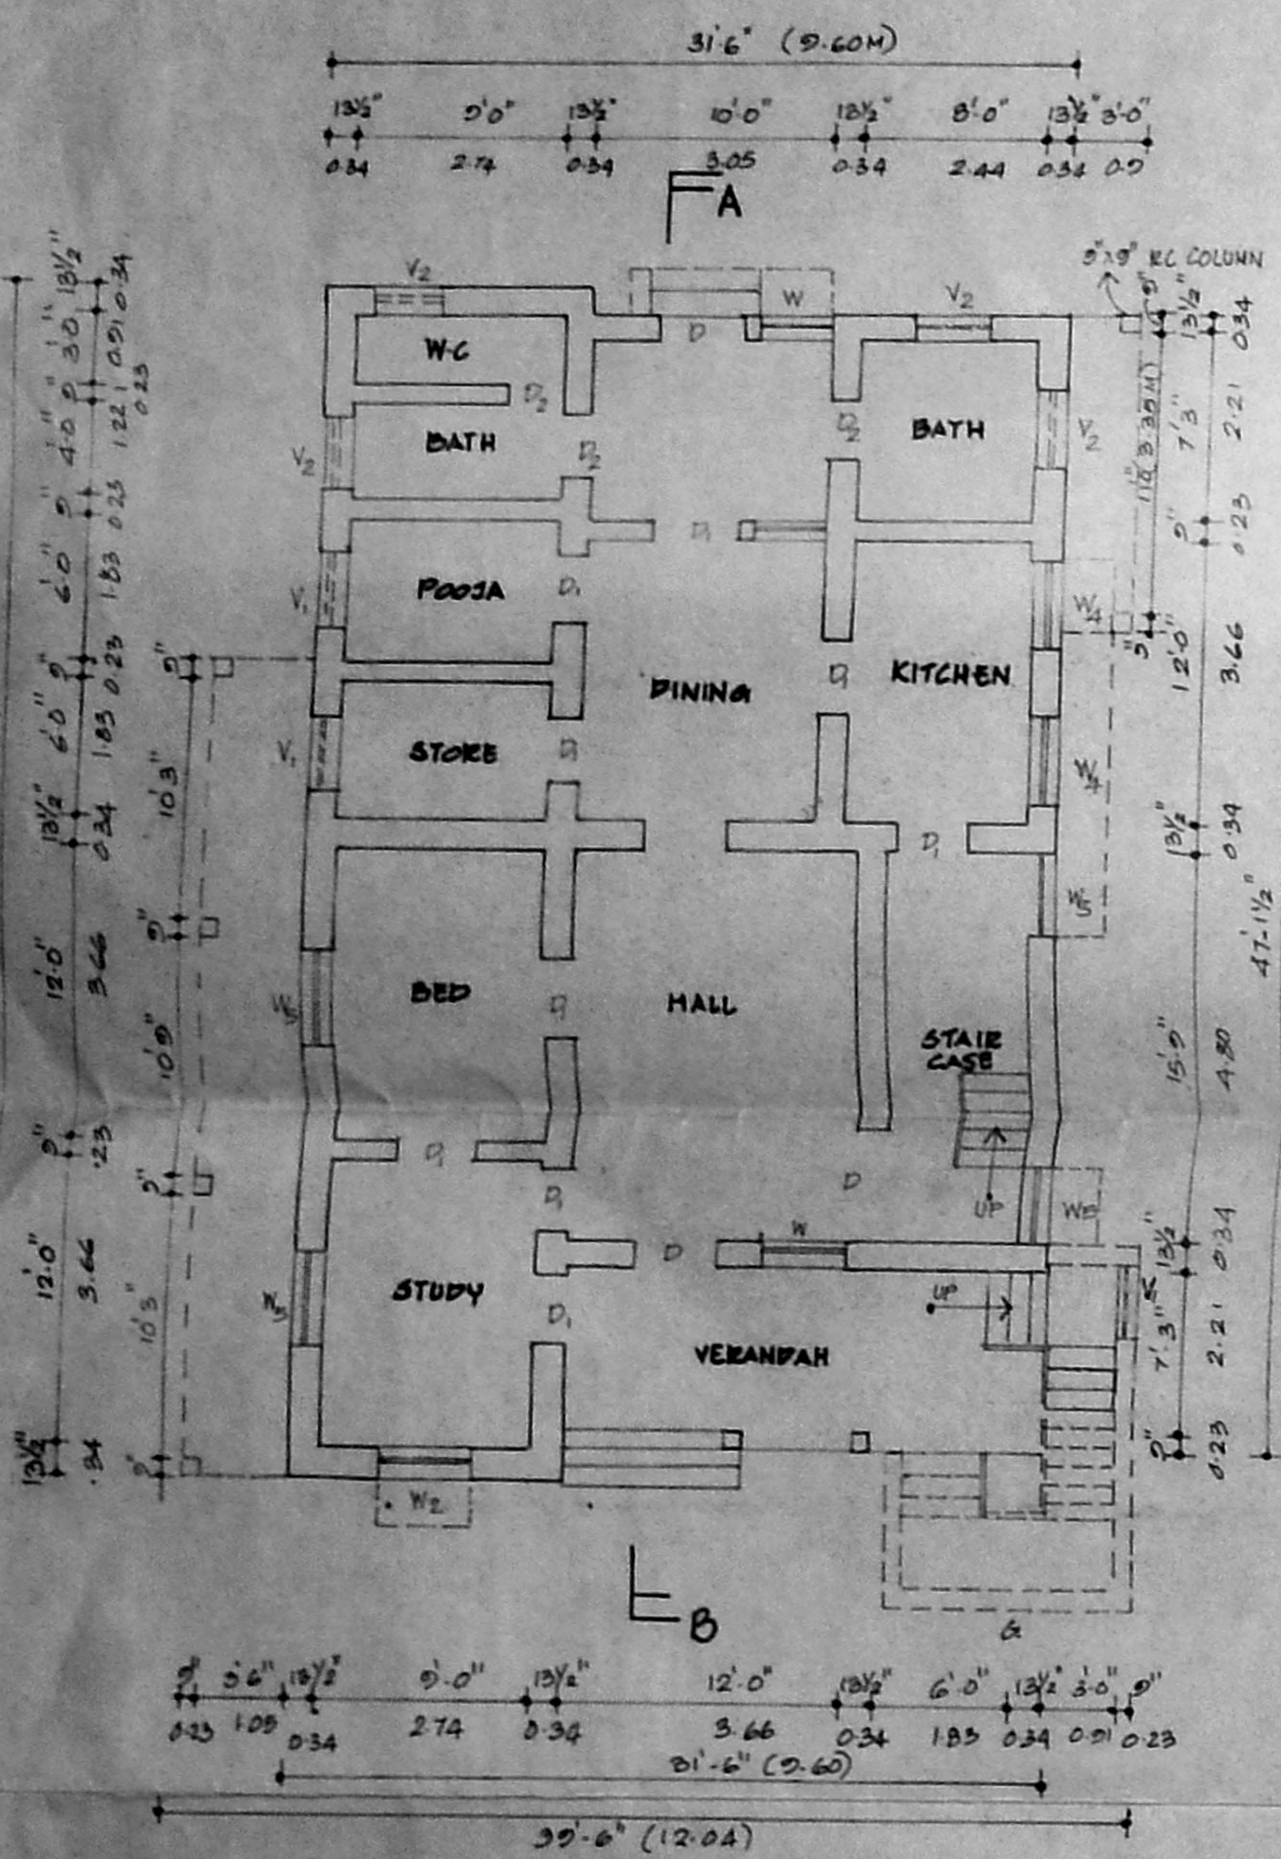 31'6" (9.60M)
13½" 9'0" 13½" 10'-0" 13½" 8'-0" 13½" 3'-0"
0.34 2.74 0.34 3.05 0.34 2.44 0.34 0.9
A
9"x9" RC COLUMN
V2
W
V2
D
W.C
D2
BATH
D2
D2
BATH
V2
V2
D1
POOJA
D1
V1
W4
DINING
D
KITCHEN
STORE
D
V1
W4
D1
W5
BED
D
HALL
W5
STAIR
CASE
D
D1
D
UP
W5
W
D
STUDY
W5
D1
UP
VERANDAH
W2
B
G
13½" 3'0" 9" 4'0" 9" 6'0" 9" 6'0" 13½" 12'0" 9" 12'0" 13½"
0.34 0.91 0.23 1.22 0.23 1.83 0.23 1.83 0.34 3.66 .23 3.66 .34
9" 10'3" 9" 10'9" 9" 10'3" 9"
9" 11'0" (3.30M) 9"
13½" 7'3" 9" 12'0" 13½" 15'9" 13½" 7'.3" 9"
0.34 2.21 0.23 3.66 0.34 4.80 0.34 2.21 0.23
47'-1½"
9" 3'6" 13½" 9'-0" 13½" 12'-0" 13½" 6'-0" 13½" 3'-0" 9"
0.23 1.05 0.34 2.74 0.34 3.66 0.34 1.83 0.34 0.91 0.23
31'-6" (9.60)
39'-6" (12.04)